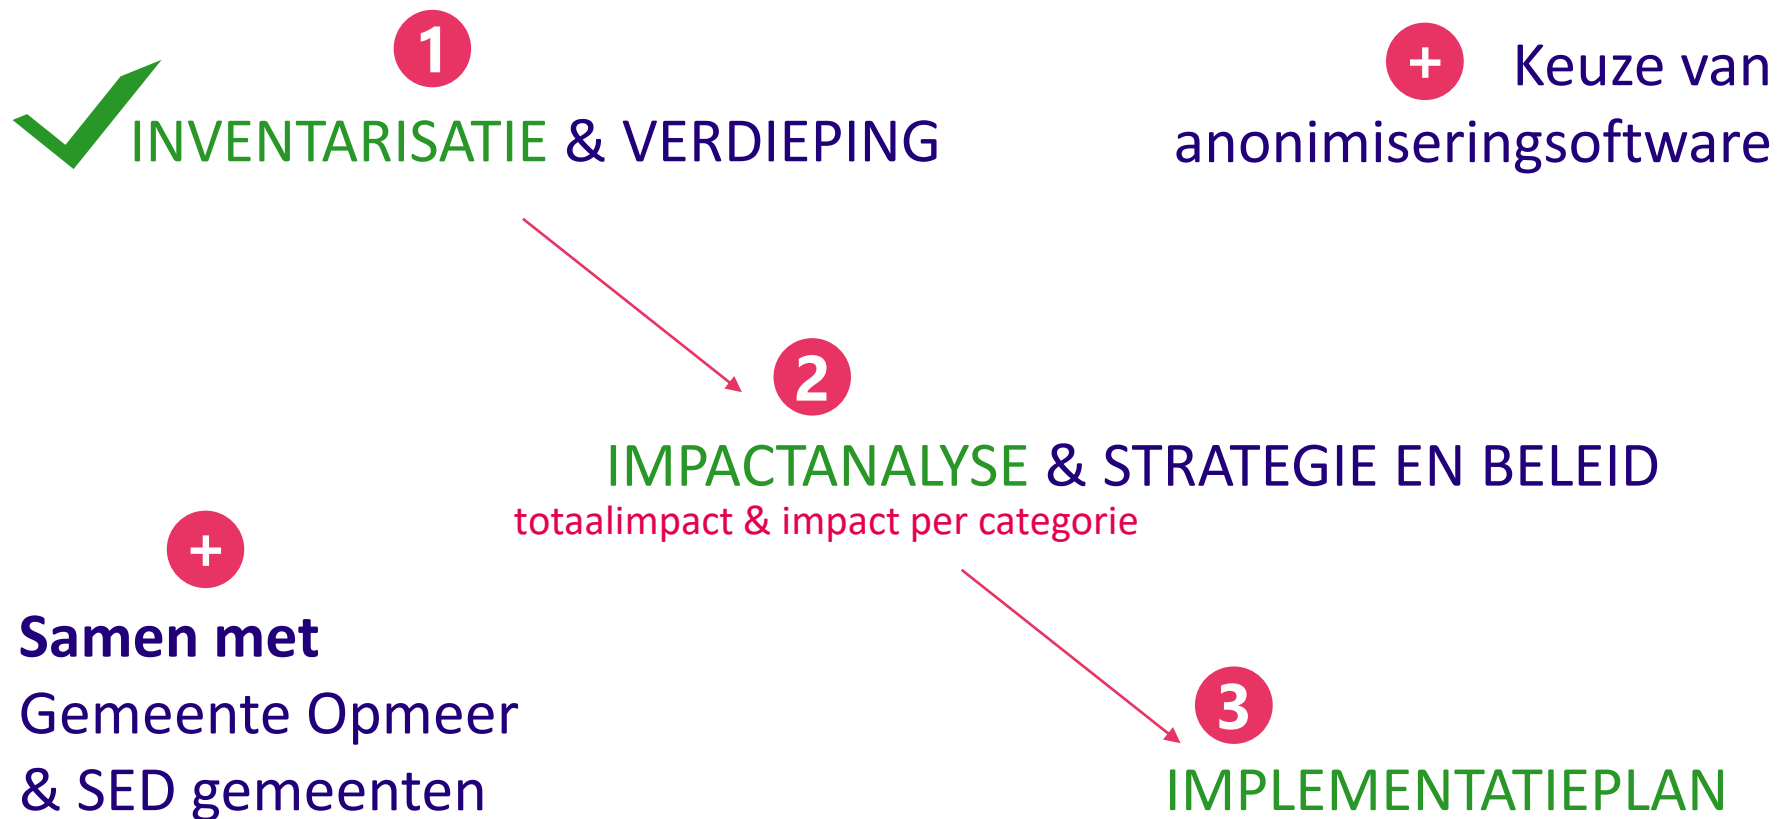 1
INVENTARISATIE & VERDIEPING
+ Keuze van
anonimiseringsoftware
2
IMPACTANALYSE & STRATEGIE EN BELEID
totaalimpact & impact per categorie
+
Samen met
Gemeente Opmeer
& SED gemeenten
3
IMPLEMENTATIEPLAN